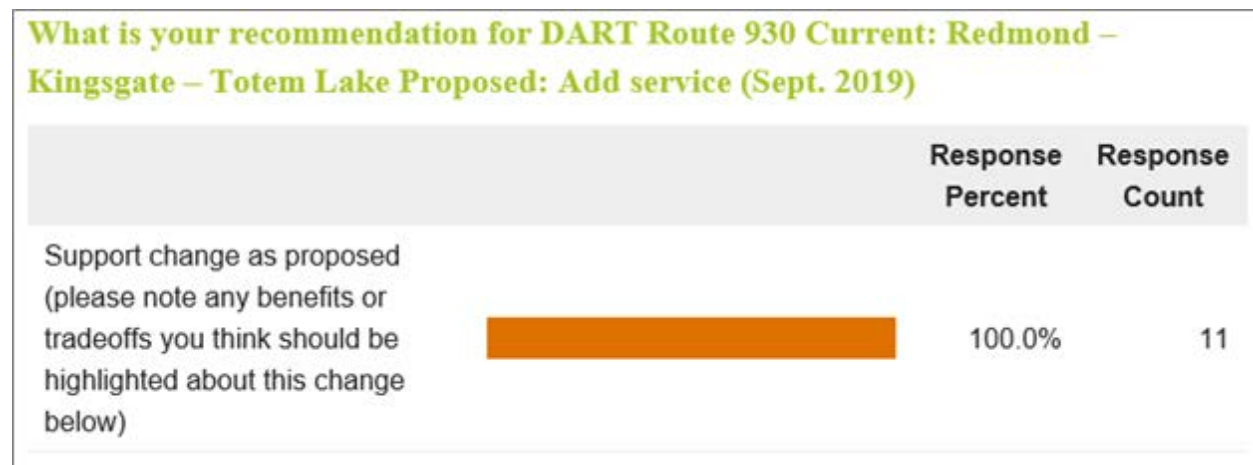 What is your recommendation for DART Route 930 Current: Redmond –
Kingsgate – Totem Lake Proposed: Add service (Sept. 2019)
Response Response
Percent Count
Support change as proposed
(please note any benefits or
tradeoffs you think should be
100.0% 11
highlighted about this change
below)